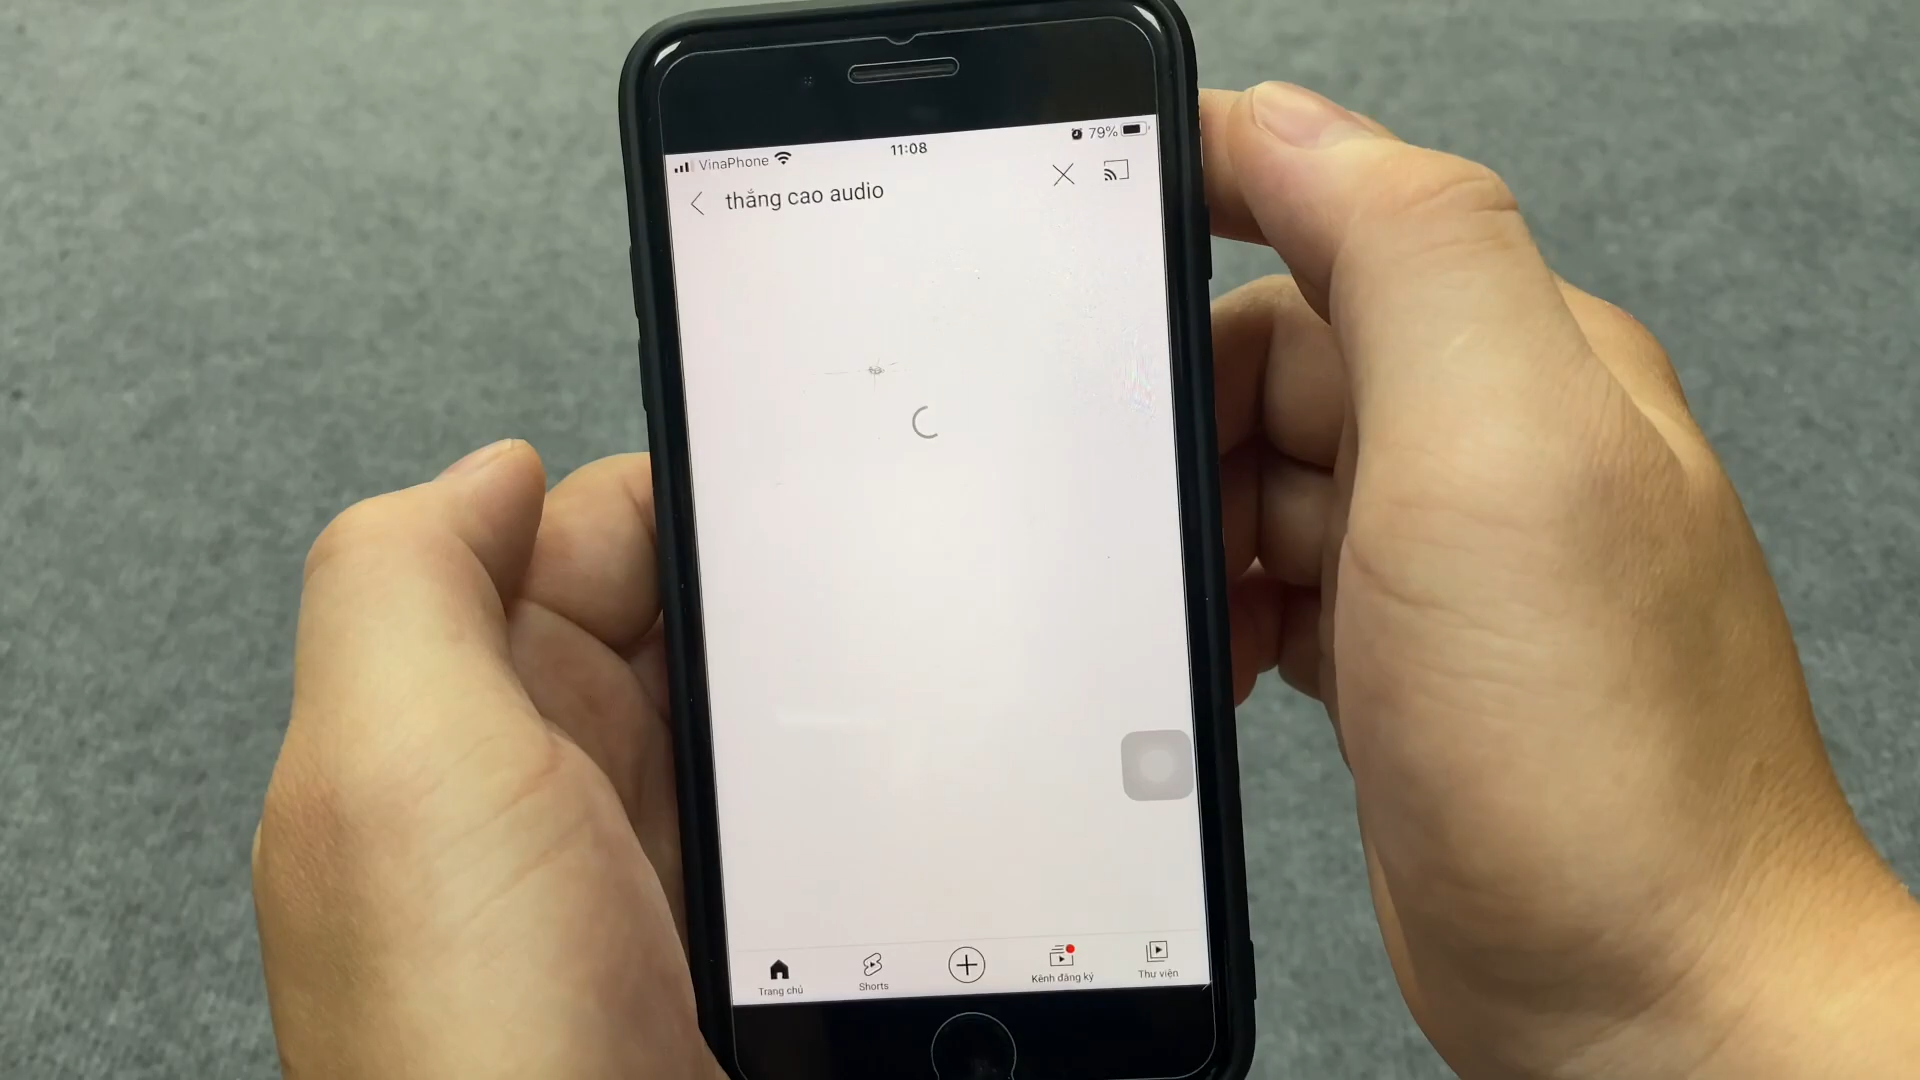 VinaPhone
11:08
79%
thắng cao audio
Trang chủ
Shorts
Kênh đăng ký
Thư viện